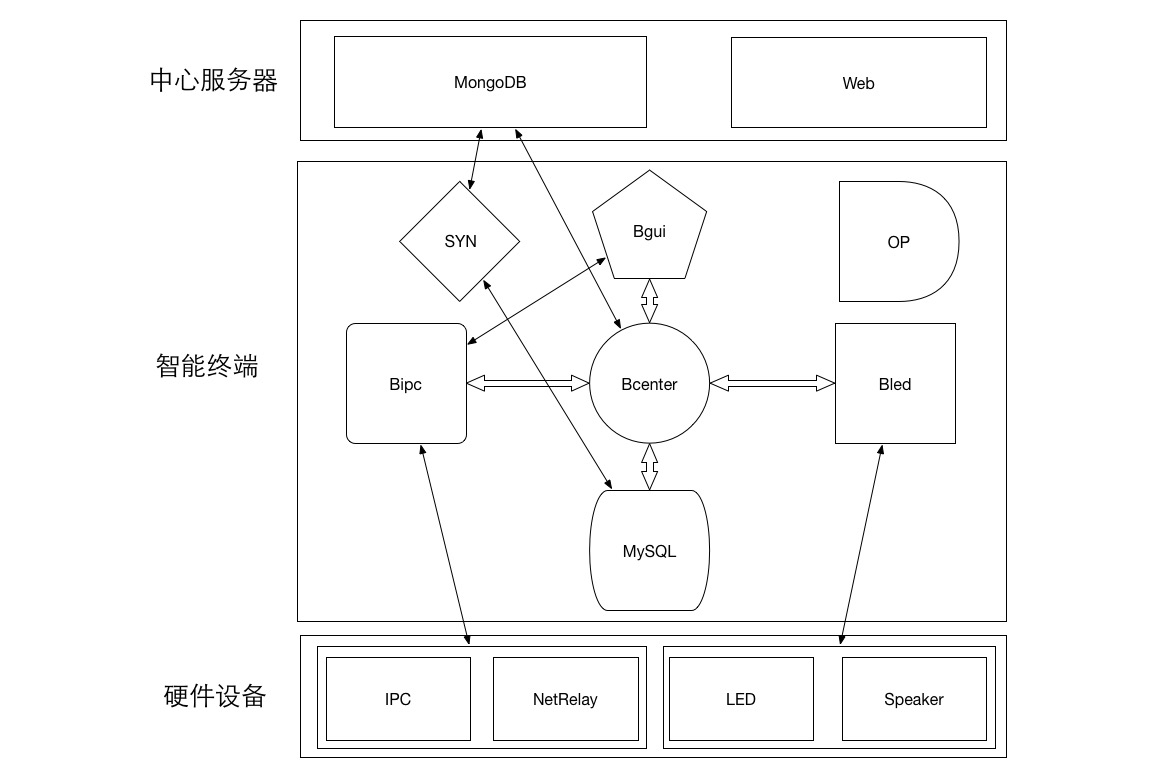 中心服务器
MongoDB
Web
SYN
Bgui
OP
智能终端
Bipc
Bcenter
Bled
MySQL
硬件设备
IPC
NetRelay
LED
Speaker